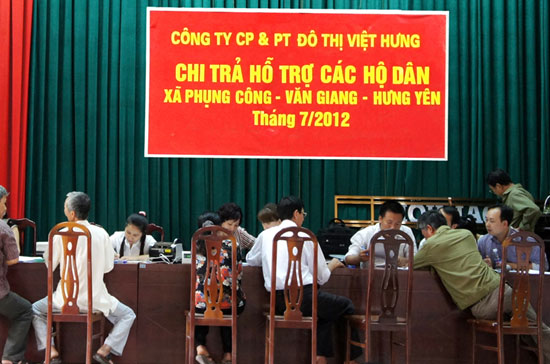 CÔNG TY CP & PT ĐÔ THỊ VIỆT HƯNG
CHI TRẢ HỖ TRỢ CÁC HỘ DÂN
XÃ PHỤNG CÔNG - VĂN GIANG - HƯNG YÊN
Tháng 7/2012